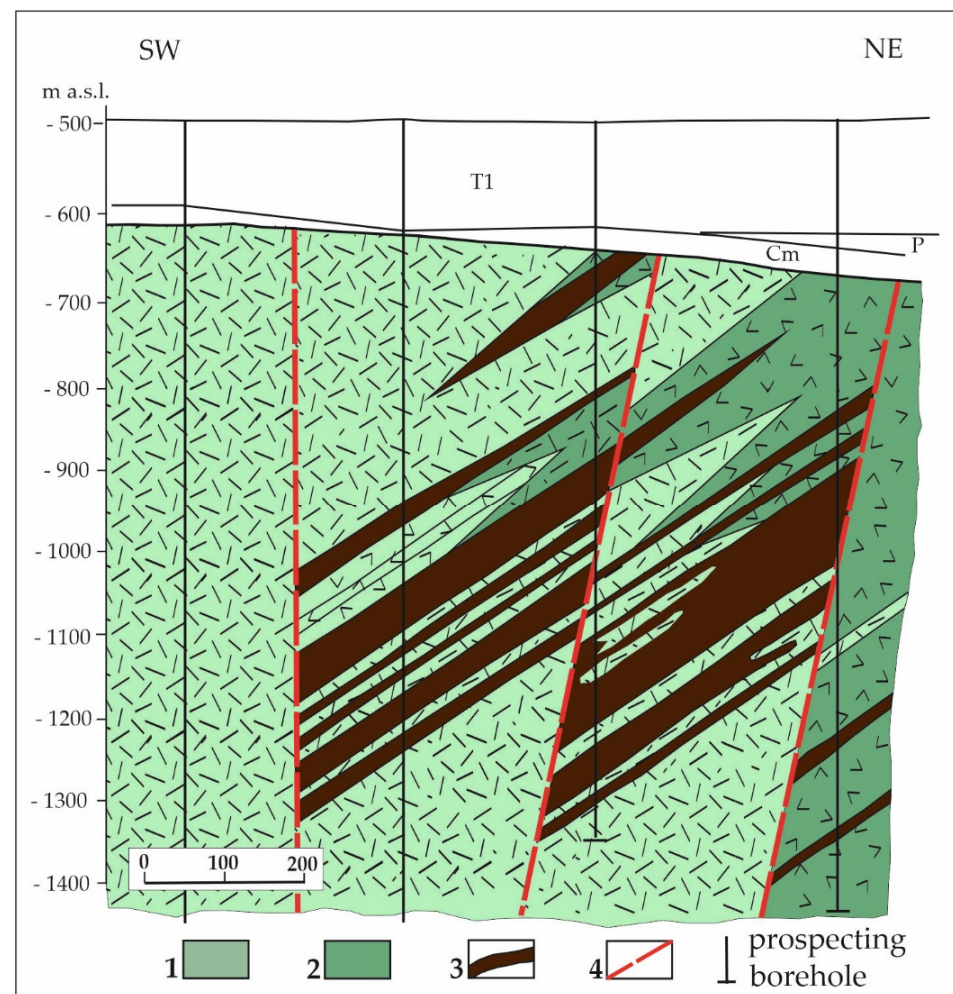 SW
NE
m a.s.l.
- 500
T1
- 600
Cm
P
- 700
- 800
- 900
- 1000
- 1100
- 1200
- 1300
0 100 200
- 1400
1 2 3 4 prospecting
borehole